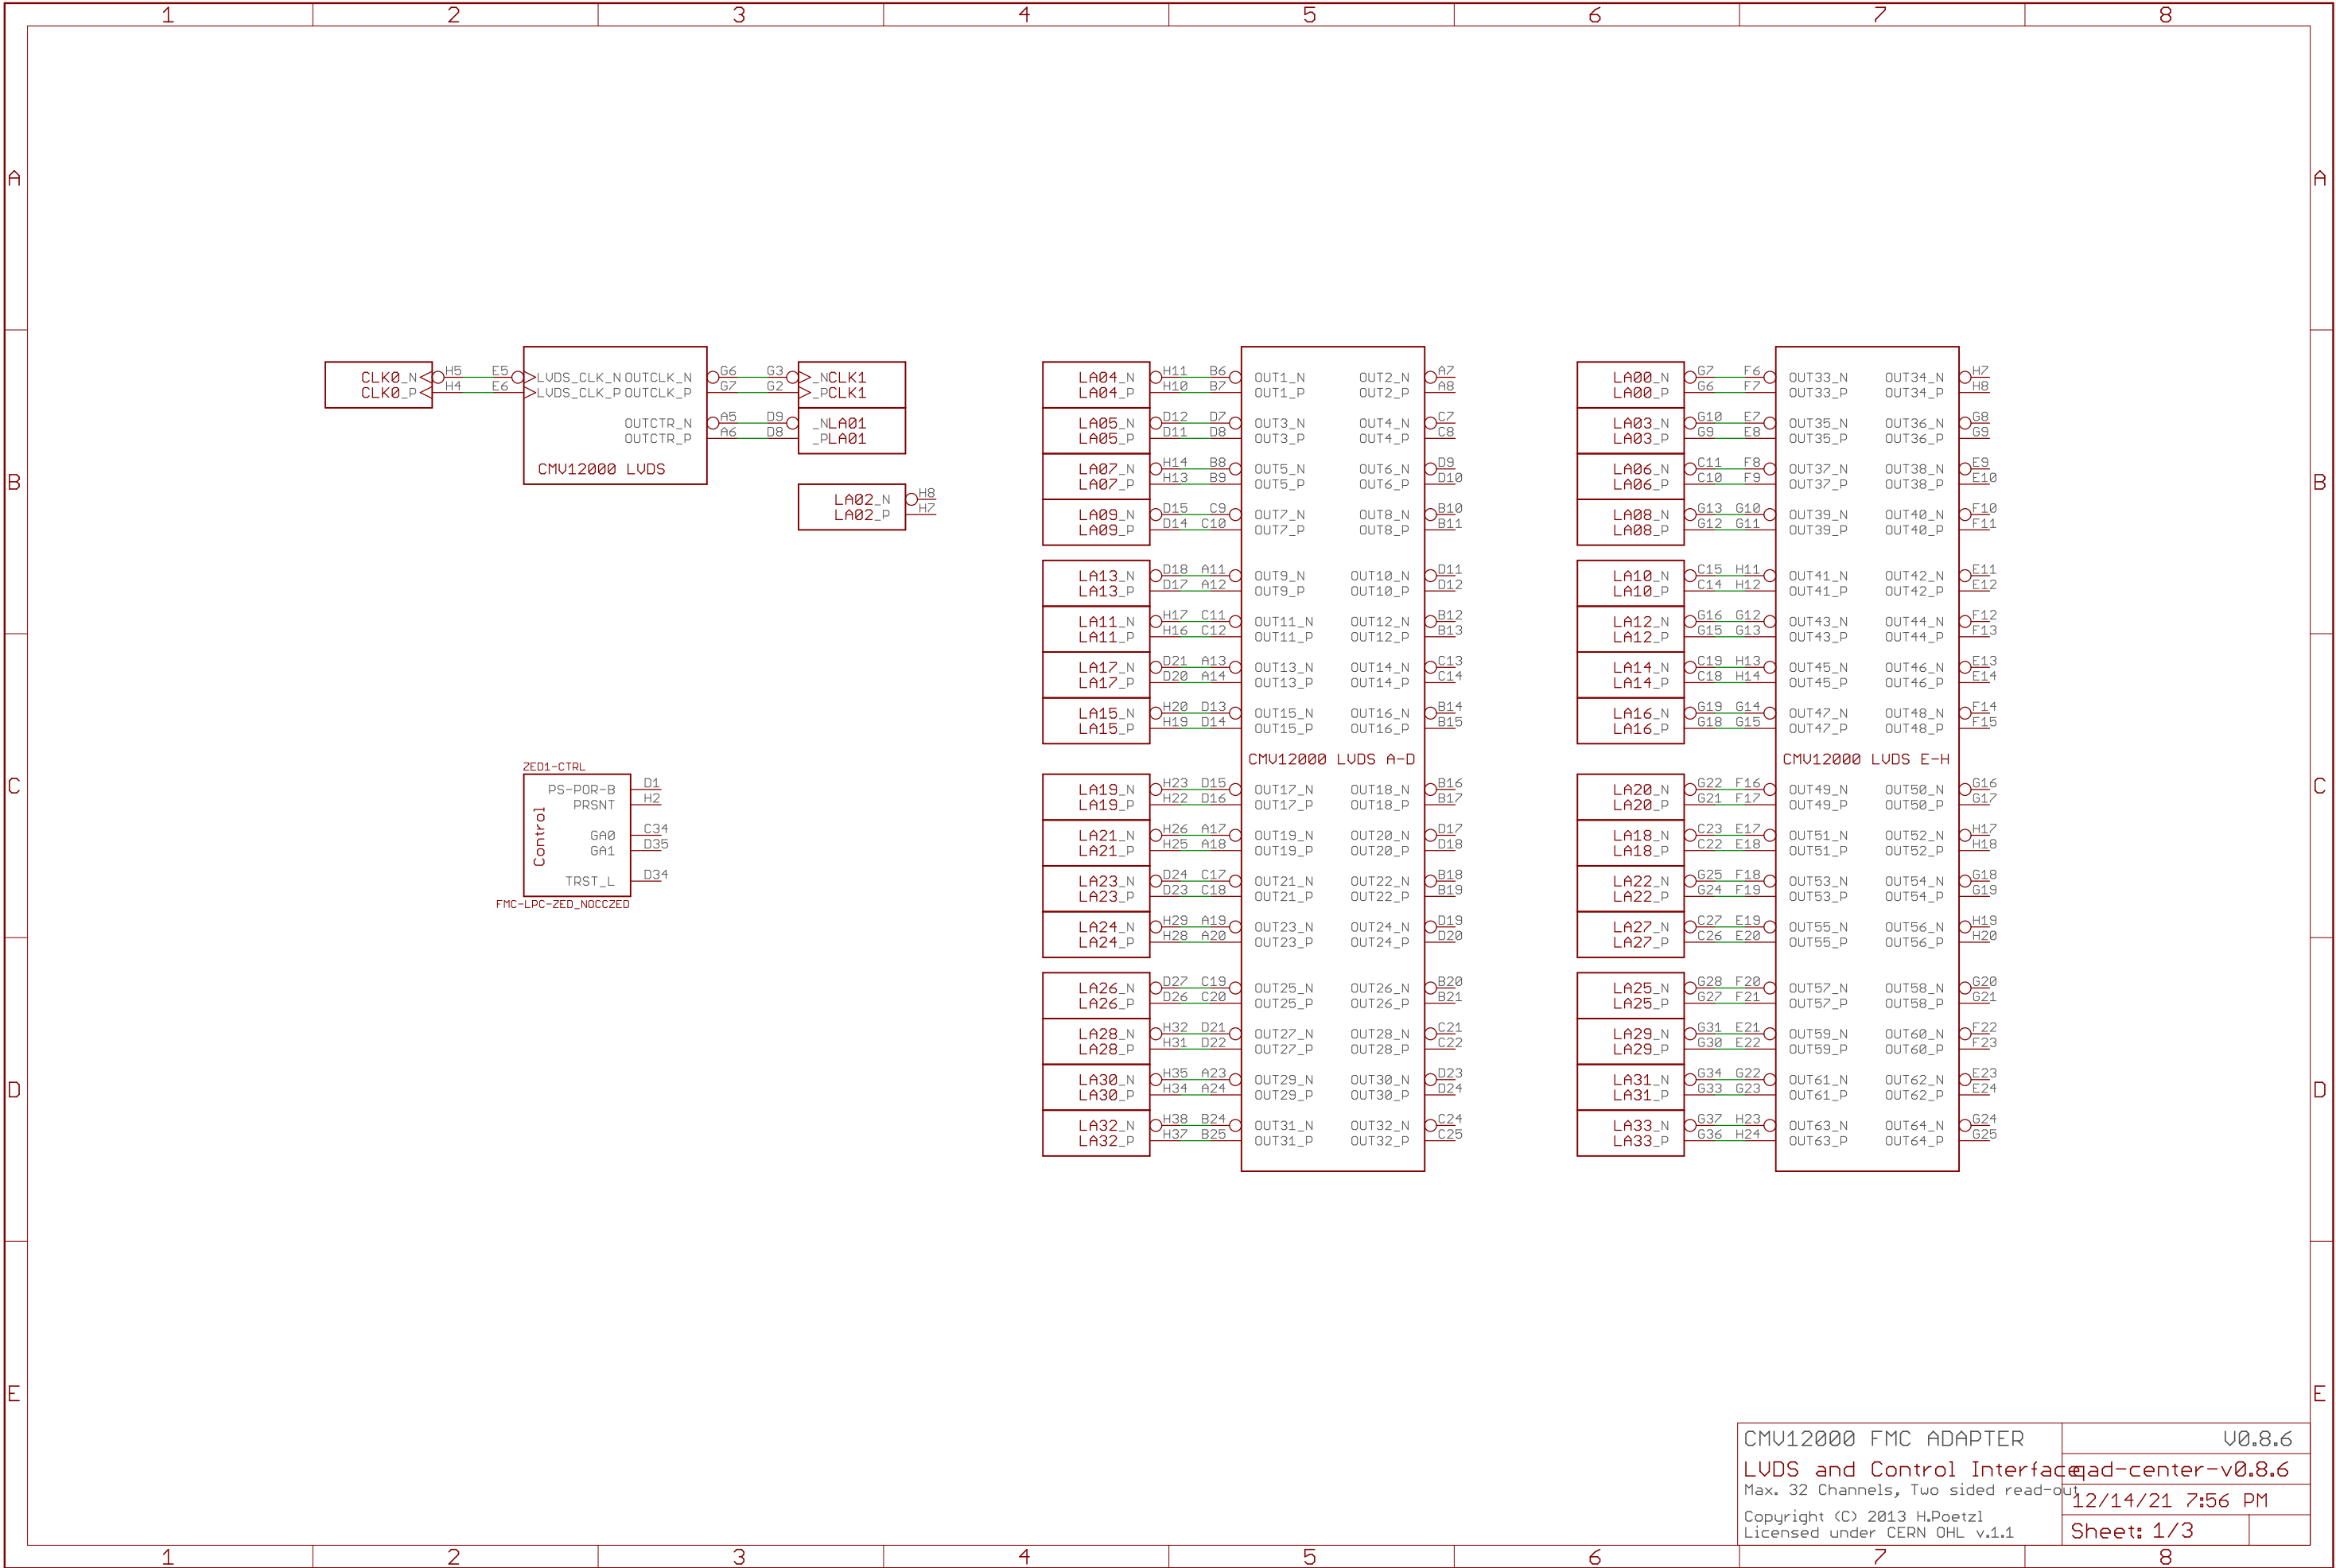 1 2 3 4 5 6 7 8
A A
H5 E5 G6 G3
CLK0_N LVDS_CLK_N OUTCLK_N _NCLK1
H4 E6 G7 G2
CLK0_P LVDS_CLK_P OUTCLK_P _PCLK1
A5 D9
OUTCTR_N _NLA01
A6 D8
OUTCTR_P _PLA01
CMV12000 LVDS
LA02_N H8
LA02_P H7
B B
LA04_N H11 B6 OUT1_N OUT2_N A7
LA04_P H10 B7 OUT1_P OUT2_P A8
LA05_N D12 D7 OUT3_N OUT4_N C7
LA05_P D11 D8 OUT3_P OUT4_P C8
LA07_N H14 B8 OUT5_N OUT6_N D9
LA07_P H13 B9 OUT5_P OUT6_P D10
LA09_N D15 C9 OUT7_N OUT8_N B10
LA09_P D14 C10 OUT7_P OUT8_P B11
LA13_N D18 A11 OUT9_N OUT10_N D11
LA13_P D17 A12 OUT9_P OUT10_P D12
LA11_N H17 C11 OUT11_N OUT12_N B12
LA11_P H16 C12 OUT11_P OUT12_P B13
LA17_N D21 A13 OUT13_N OUT14_N C13
LA17_P D20 A14 OUT13_P OUT14_P C14
LA15_N H20 D13 OUT15_N OUT16_N B14
LA15_P H19 D14 OUT15_P OUT16_P B15
CMV12000 LVDS A-D
LA19_N H23 D15 OUT17_N OUT18_N B16
LA19_P H22 D16 OUT17_P OUT18_P B17
LA21_N H26 A17 OUT19_N OUT20_N D17
LA21_P H25 A18 OUT19_P OUT20_P D18
LA23_N D24 C17 OUT21_N OUT22_N B18
LA23_P D23 C18 OUT21_P OUT22_P B19
LA24_N H29 A19 OUT23_N OUT24_N D19
LA24_P H28 A20 OUT23_P OUT24_P D20
LA26_N D27 C19 OUT25_N OUT26_N B20
LA26_P D26 C20 OUT25_P OUT26_P B21
LA28_N H32 D21 OUT27_N OUT28_N C21
LA28_P H31 D22 OUT27_P OUT28_P C22
LA30_N H35 A23 OUT29_N OUT30_N D23
LA30_P H34 A24 OUT29_P OUT30_P D24
LA32_N H38 B24 OUT31_N OUT32_N C24
LA32_P H37 B25 OUT31_P OUT32_P C25
LA00_N G7 F6 OUT33_N OUT34_N H7
LA00_P G6 F7 OUT33_P OUT34_P H8
LA03_N G10 E7 OUT35_N OUT36_N G8
LA03_P G9 E8 OUT35_P OUT36_P G9
LA06_N C11 F8 OUT37_N OUT38_N E9
LA06_P C10 F9 OUT37_P OUT38_P E10
LA08_N G13 G10 OUT39_N OUT40_N F10
LA08_P G12 G11 OUT39_P OUT40_P F11
LA10_N C15 H11 OUT41_N OUT42_N E11
LA10_P C14 H12 OUT41_P OUT42_P E12
LA12_N G16 G12 OUT43_N OUT44_N F12
LA12_P G15 G13 OUT43_P OUT44_P F13
LA14_N C19 H13 OUT45_N OUT46_N E13
LA14_P C18 H14 OUT45_P OUT46_P E14
LA16_N G19 G14 OUT47_N OUT48_N F14
LA16_P G18 G15 OUT47_P OUT48_P F15
CMV12000 LVDS E-H
LA20_N G22 F16 OUT49_N OUT50_N G16
LA20_P G21 F17 OUT49_P OUT50_P G17
LA18_N C23 E17 OUT51_N OUT52_N H17
LA18_P C22 E18 OUT51_P OUT52_P H18
LA22_N G25 F18 OUT53_N OUT54_N G18
LA22_P G24 F19 OUT53_P OUT54_P G19
LA27_N C27 E19 OUT55_N OUT56_N H19
LA27_P C26 E20 OUT55_P OUT56_P H20
LA25_N G28 F20 OUT57_N OUT58_N G20
LA25_P G27 F21 OUT57_P OUT58_P G21
LA29_N G31 E21 OUT59_N OUT60_N F22
LA29_P G30 E22 OUT59_P OUT60_P F23
LA31_N G34 G22 OUT61_N OUT62_N E23
LA31_P G33 G23 OUT61_P OUT62_P E24
LA33_N G37 H23 OUT63_N OUT64_N G24
LA33_P G36 H24 OUT63_P OUT64_P G25
ZED1-CTRL
C C
PS-POR-B D1
PRSNT H2
Control
GA0 C34
GA1 D35
TRST_L D34
FMC-LPC-ZED_NOCCZED
D D
E E
CMV12000 FMC ADAPTER V0.8.6
LVDS and Control Interface qad-center-v0.8.6
Max. 32 Channels, Two sided read-out
12/14/21 7:56 PM
Copyright (C) 2013 H.Poetzl
Licensed under CERN OHL v.1.1
Sheet: 1/3
1 2 3 4 5 6 7 8